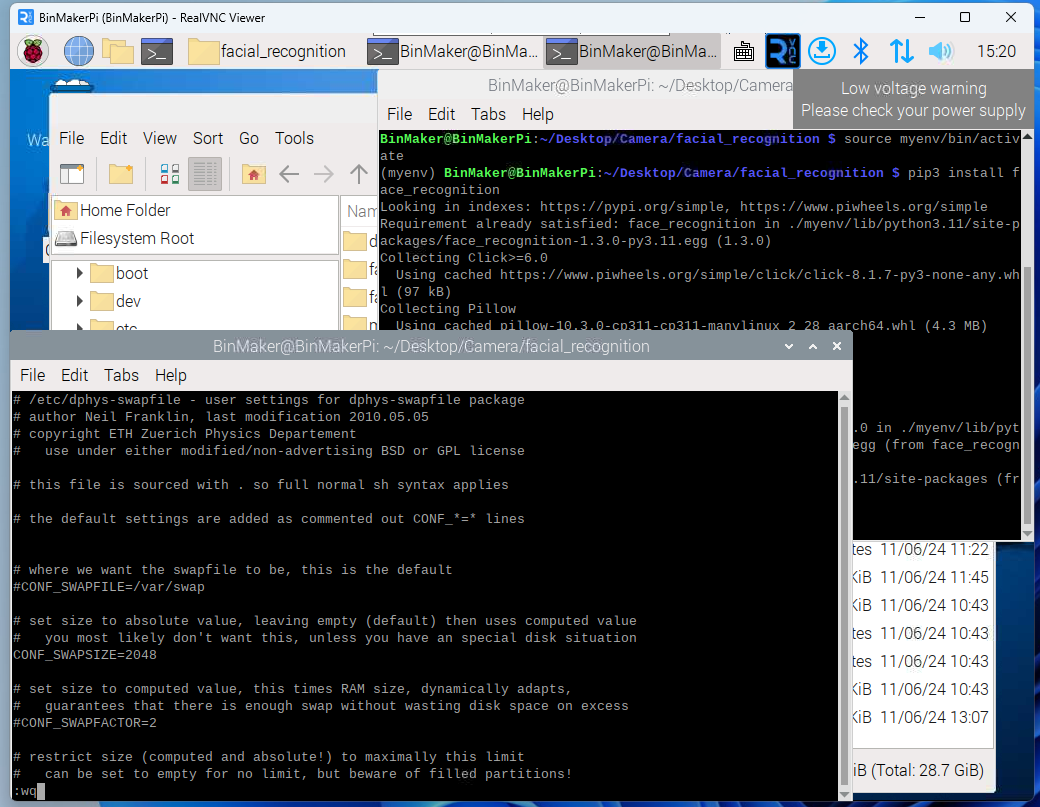 BinMakerPi (BinMakerPi) - RealVNC Viewer
facial_recognition
BinMaker@BinMa...
BinMaker@BinMa...
15:20
BinMaker@BinMakerPi: ~/Desktop/Camera
Low voltage warning
Please check your power supply
Wa
File Edit View Sort Go Tools
Home Folder
Filesystem Root
boot
dev
etc
Nam
File Edit Tabs Help
BinMaker@BinMakerPi:~/Desktop/Camera/facial_recognition $ source myenv/bin/activ
ate
(myenv) BinMaker@BinMakerPi:~/Desktop/Camera/facial_recognition $ pip3 install f
ace_recognition
Looking in indexes: https://pypi.org/simple, https://www.piwheels.org/simple
Requirement already satisfied: face_recognition in ./myenv/lib/python3.11/site-p
ackages/face_recognition-1.3.0-py3.11.egg (1.3.0)
Collecting Click>=6.0
Using cached https://www.piwheels.org/simple/click/click-8.1.7-py3-none-any.wh
l (97 kB)
Collecting Pillow
Using cached pillow-10.3.0-cp311-cp311-manylinux_2_28_aarch64.whl (4.3 MB)
.0 in ./myenv/lib/pyt
egg (from face_recogn
.11/site-packages (fr
BinMaker@BinMakerPi: ~/Desktop/Camera/facial_recognition
File Edit Tabs Help
# /etc/dphys-swapfile - user settings for dphys-swapfile package
# author Neil Franklin, last modification 2010.05.05
# copyright ETH Zuerich Physics Departement
#   use under either modified/non-advertising BSD or GPL license
# this file is sourced with . so full normal sh syntax applies
# the default settings are added as commented out CONF_*=* lines
# where we want the swapfile to be, this is the default
#CONF_SWAPFILE=/var/swap
# set size to absolute value, leaving empty (default) then uses computed value
#   you most likely don't want this, unless you have an special disk situation
CONF_SWAPSIZE=2048
# set size to computed value, this times RAM size, dynamically adapts,
#   guarantees that there is enough swap without wasting disk space on excess
#CONF_SWAPFACTOR=2
# restrict size (computed and absolute!) to maximally this limit
#   can be set to empty for no limit, but beware of filled partitions!
:wq
tes 11/06/24 11:22
KiB 11/06/24 11:45
KiB 11/06/24 10:43
tes 11/06/24 10:43
tes 11/06/24 10:43
KiB 11/06/24 10:43
KiB 11/06/24 13:07
iB (Total: 28.7 GiB)